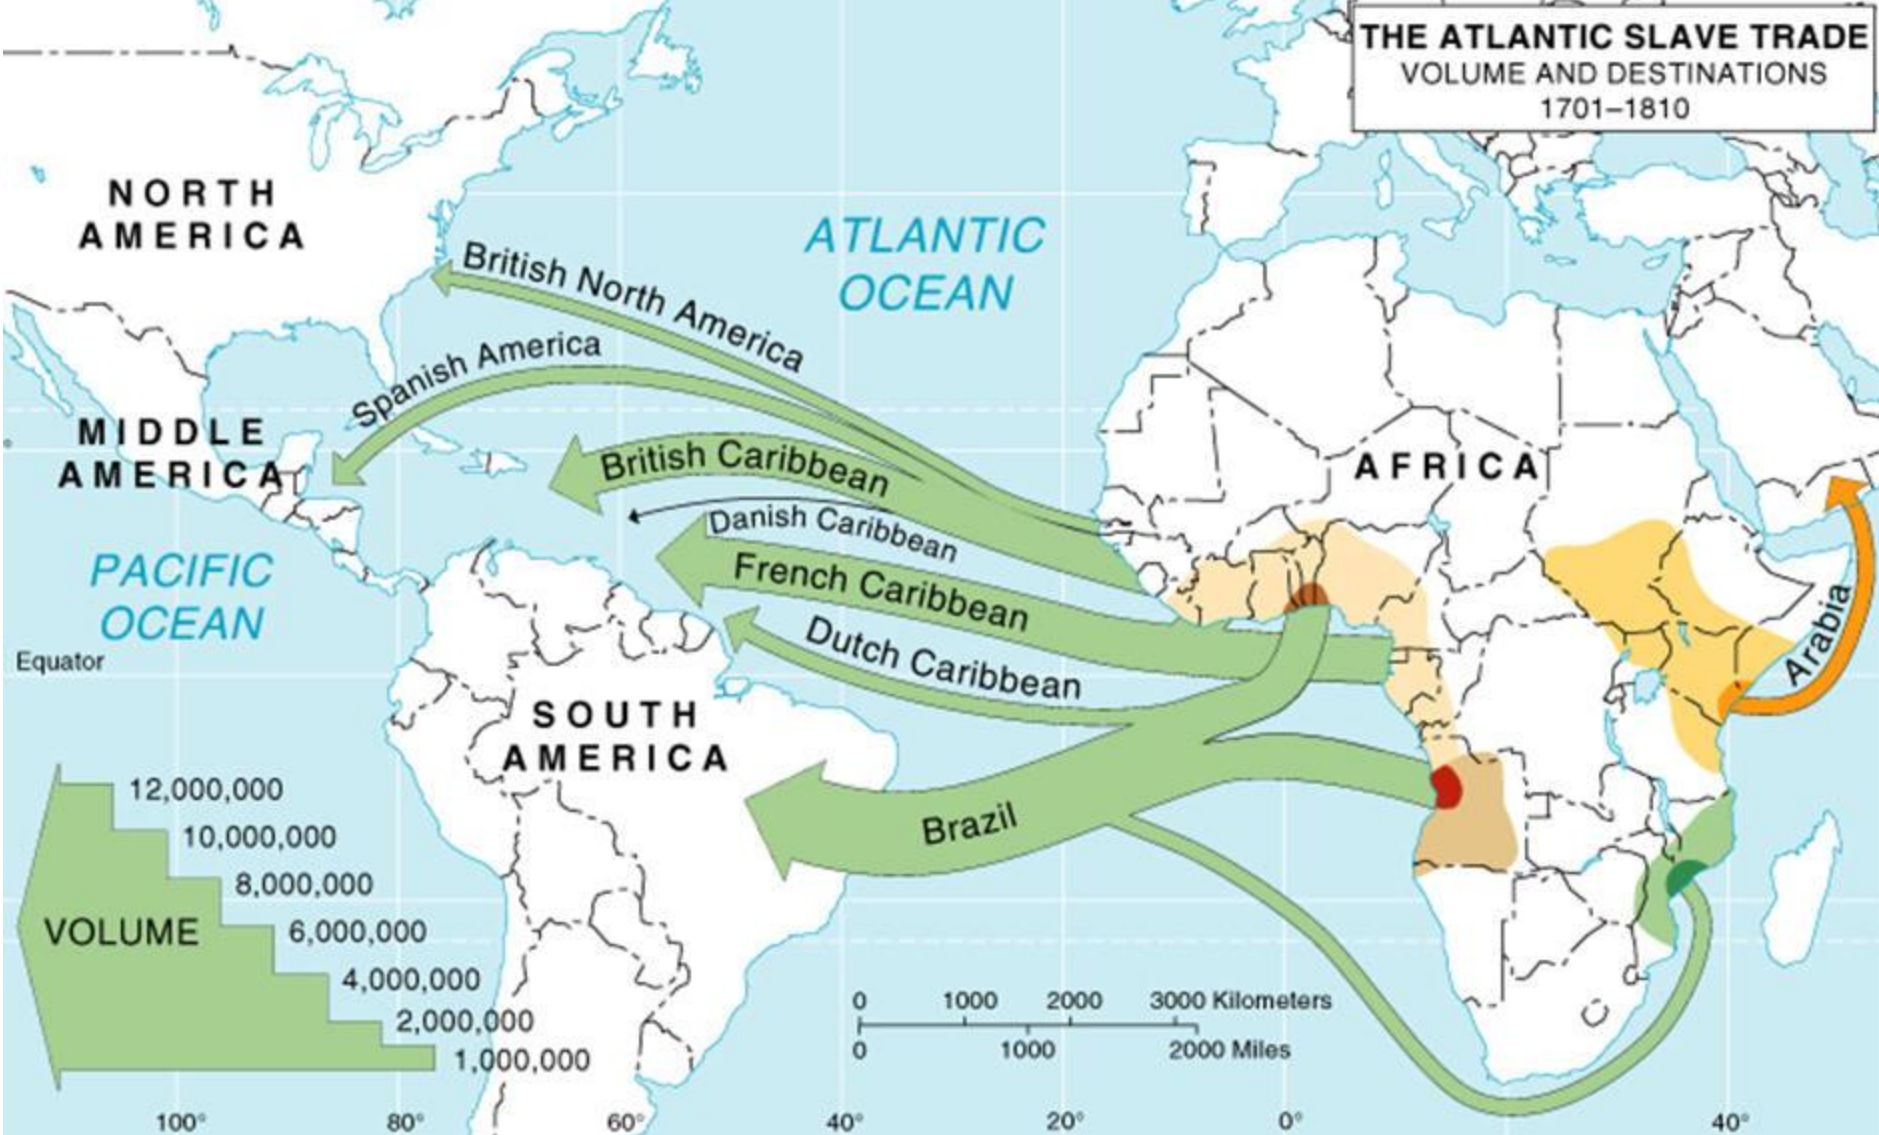 THE ATLANTIC SLAVE TRADE
VOLUME AND DESTINATIONS
1701–1810
NORTH
AMERICA
ATLANTIC
OCEAN
British North America
Spanish America
MIDDLE
AMERICA
British Caribbean
AFRICA
Danish Caribbean
PACIFIC
OCEAN
French Caribbean
Arabia
Dutch Caribbean
Equator
SOUTH
AMERICA
Brazil
12,000,000
10,000,000
8,000,000
VOLUME
6,000,000
4,000,000
2,000,000
1,000,000
0 1000 2000 3000 Kilometers
0 1000 2000 Miles
100° 80° 60° 40° 20° 0° 40°